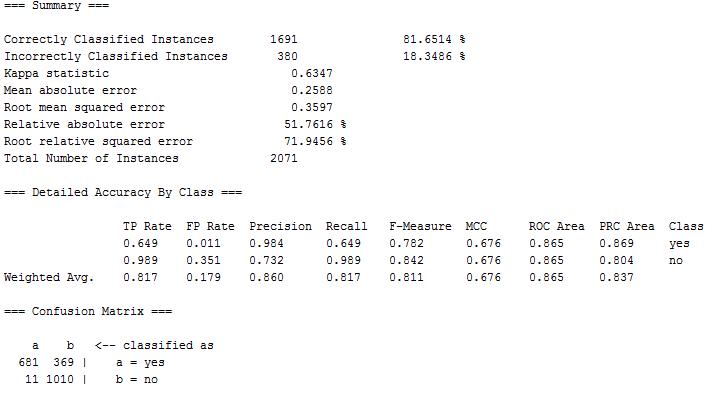 === Summary ===
Correctly Classified Instances 1691 81.6514 %
Incorrectly Classified Instances 380 18.3486 %
Kappa statistic 0.6347
Mean absolute error 0.2588
Root mean squared error 0.3597
Relative absolute error 51.7616 %
Root relative squared error 71.9456 %
Total Number of Instances 2071
=== Detailed Accuracy By Class ===
TP Rate FP Rate Precision Recall F-Measure MCC ROC Area PRC Area Class
0.649 0.011 0.984 0.649 0.782 0.676 0.865 0.869 yes
0.989 0.351 0.732 0.989 0.842 0.676 0.865 0.804 no
Weighted Avg. 0.817 0.179 0.860 0.817 0.811 0.676 0.865 0.837
=== Confusion Matrix ===
a b <-- classified as
681 369 | a = yes
11 1010 | b = no